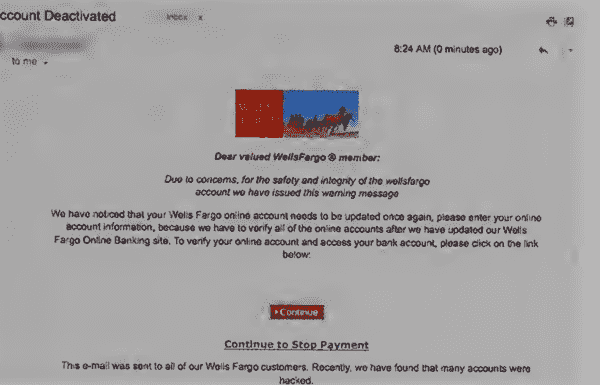 ccount Deactivated
Inbox x
8:24 AM (0 minutes ago)
to me
Dear valued WellsFargo ® member:
Due to concerns, for the safety and integrity of the wellsfargo
account we have issued this warning message
We have noticed that your Wells Fargo online account needs to be updated once again, please enter your online
account information, because we have to verify all of the online accounts after we have updated our Wells
Fargo Online Banking site. To verify your online account and access your bank account, please click on the link
below:
Continue
Continue to Stop Payment
This e-mail was sent to all of our Wells Fargo customers. Recently, we have found that many accounts were
hacked.